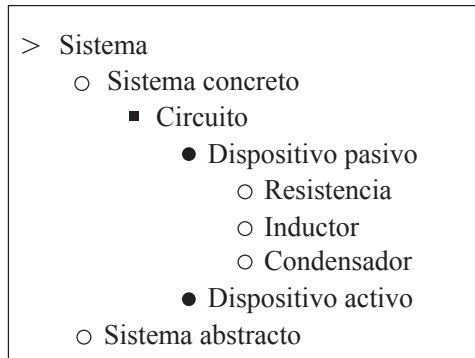 > Sistema
○ Sistema concreto
▪ Circuito
● Dispositivo pasivo
○ Resistencia
○ Inductor
○ Condensador
● Dispositivo activo
○ Sistema abstracto